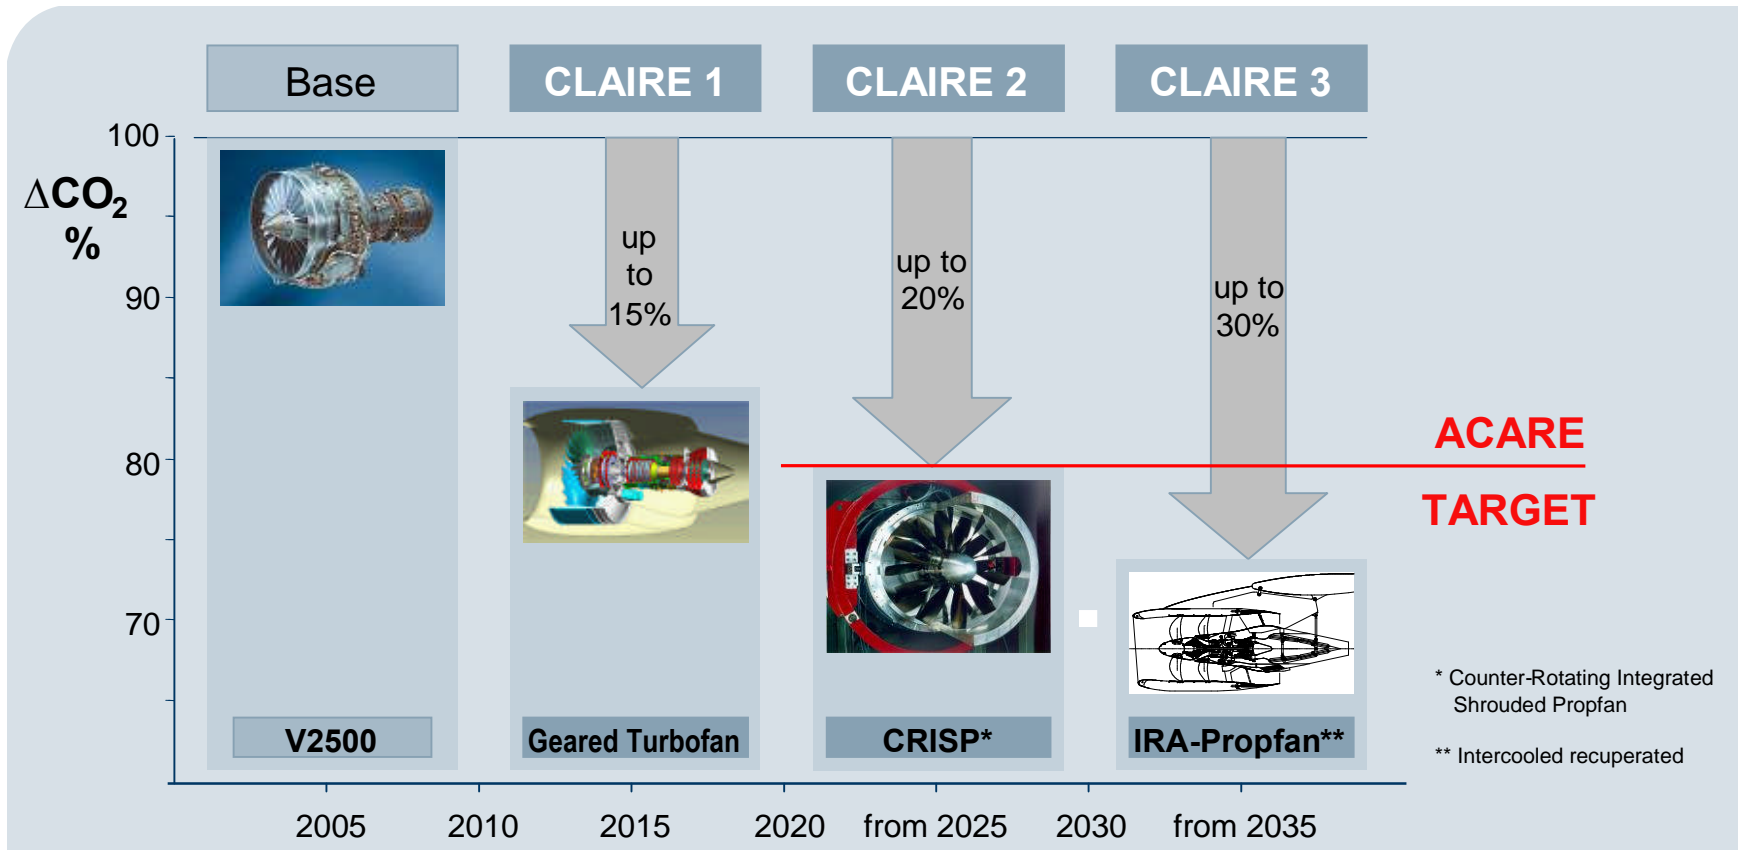 Base
CLAIRE 1
CLAIRE 2
CLAIRE 3
100
ΔCO₂
%
90
80
70
up
to
15%
up to
20%
up to
30%
ACARE
TARGET
V2500
Geared Turbofan
CRISP*
IRA-Propfan**
* Counter-Rotating Integrated
Shrouded Propfan
** Intercooled recuperated
2005
2010
2015
2020
from 2025
2030
from 2035